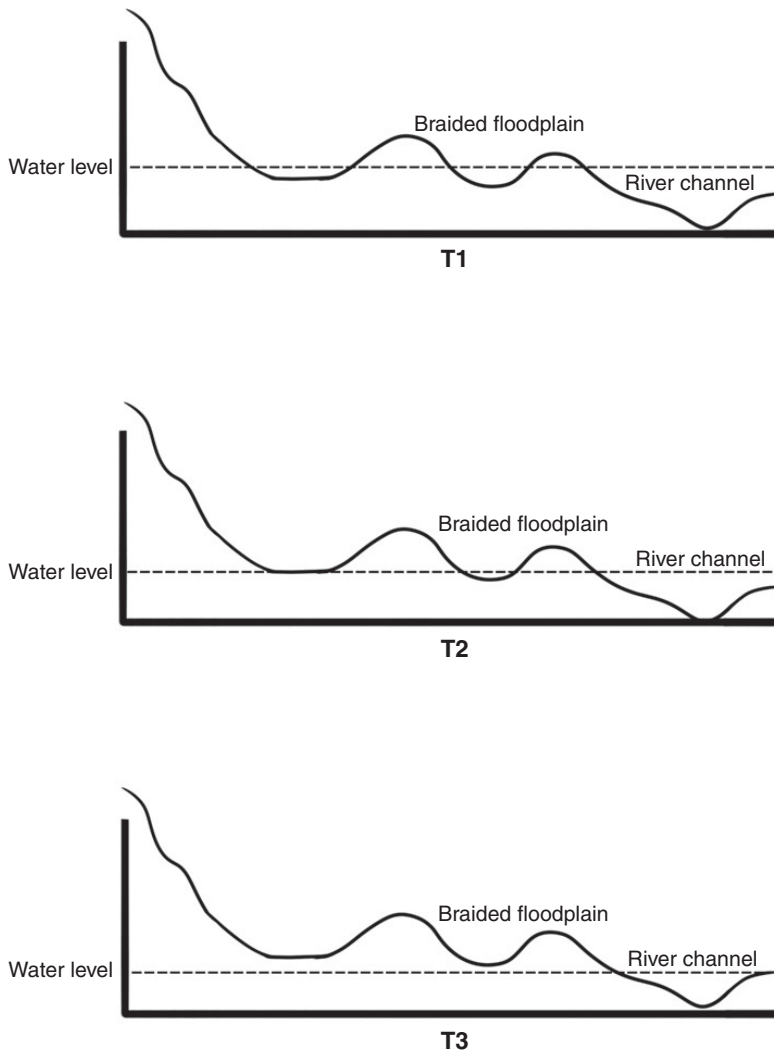 Braided floodplain
Water level
River channel
T1
Braided floodplain
River channel
Water level
T2
Braided floodplain
River channel
Water level
T3